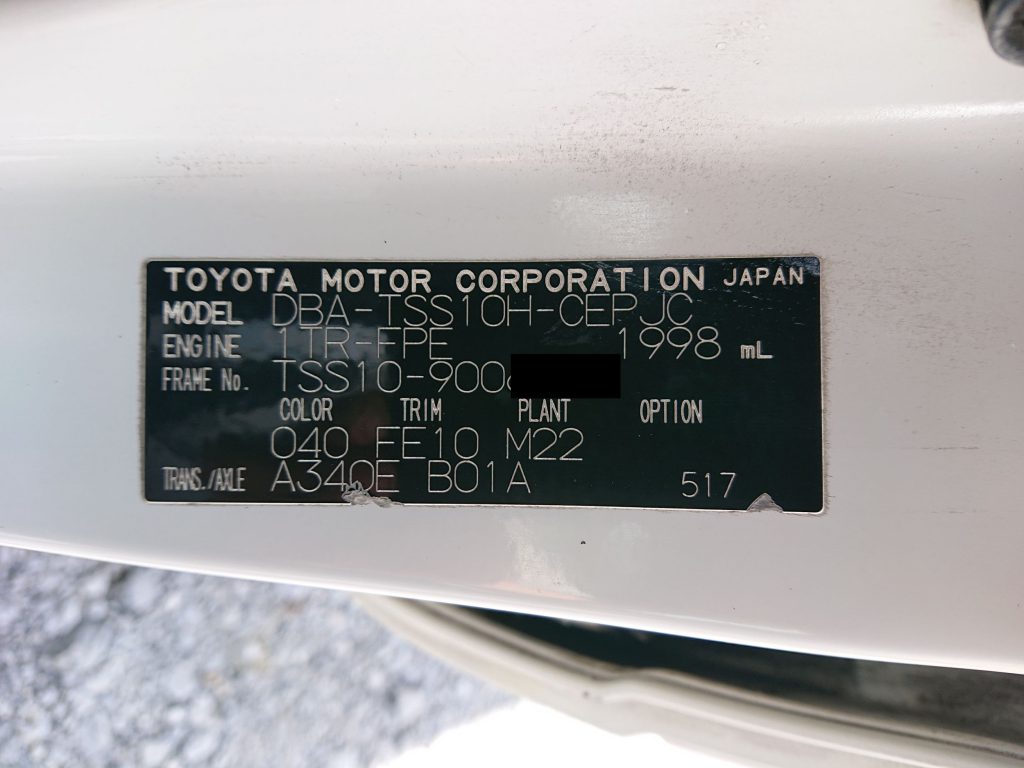 TOYOTA MOTOR CORPORATION JAPAN
MODEL DBA-TSS10H-CEPJC
ENGINE 1TR-FPE 1998 mL
FRAME No. TSS10-9006
COLOR TRIM PLANT OPTION
040 FE10 M22
TRANS./AXLE A340E B01A 517